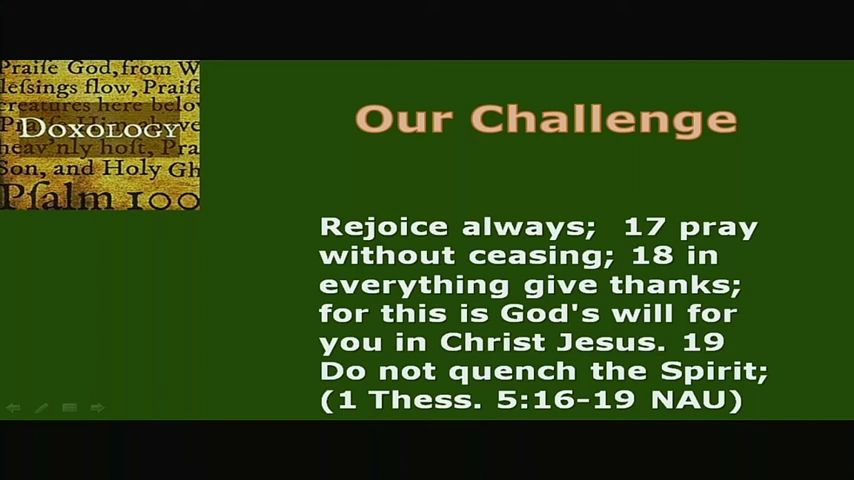 Praiſe God, from W
leſsings flow, Praiſe
creatures here belo
DOXOLOGY
heav'nly hoſt, Pra
Son, and Holy Gh
Pſalm 100
Our Challenge
Rejoice always;  17 pray
without ceasing; 18 in
everything give thanks;
for this is God's will for
you in Christ Jesus. 19
Do not quench the Spirit;
(1 Thess. 5:16-19 NAU)